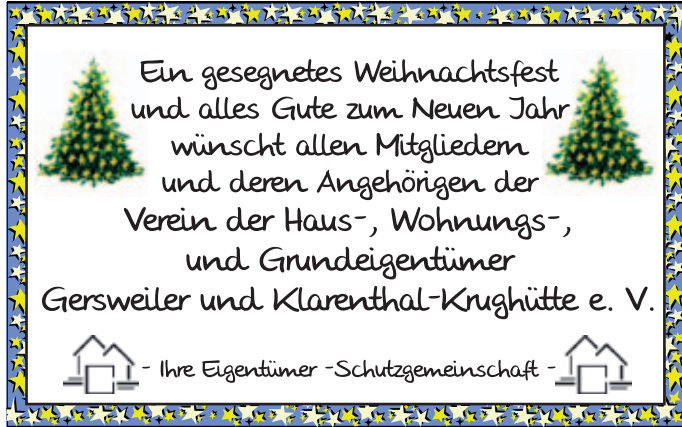 Ein gesegnetes Weihnachtsfest
und alles Gute zum Neuen Jahr
wünscht allen Mitgliedern
und deren Angehörigen der
Verein der Haus-, Wohnungs-,
und Grundeigentümer
Gersweiler und Klarenthal-Krughütte e. V.
- Ihre Eigentümer -Schutzgemeinschaft -